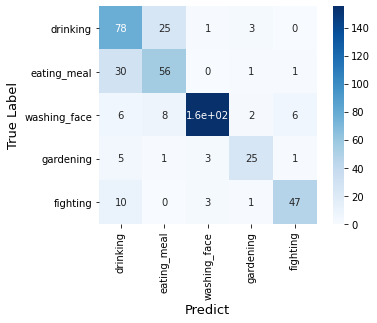 drinking 78 25 1 3 0
eating_meal 30 56 0 1 1
washing_face 6 8 1.6e+02 2 6
gardening 5 1 3 25 1
fighting 10 0 3 1 47
drinking eating_meal washing_face gardening fighting
True Label
Predict
140
120
100
80
60
40
20
0